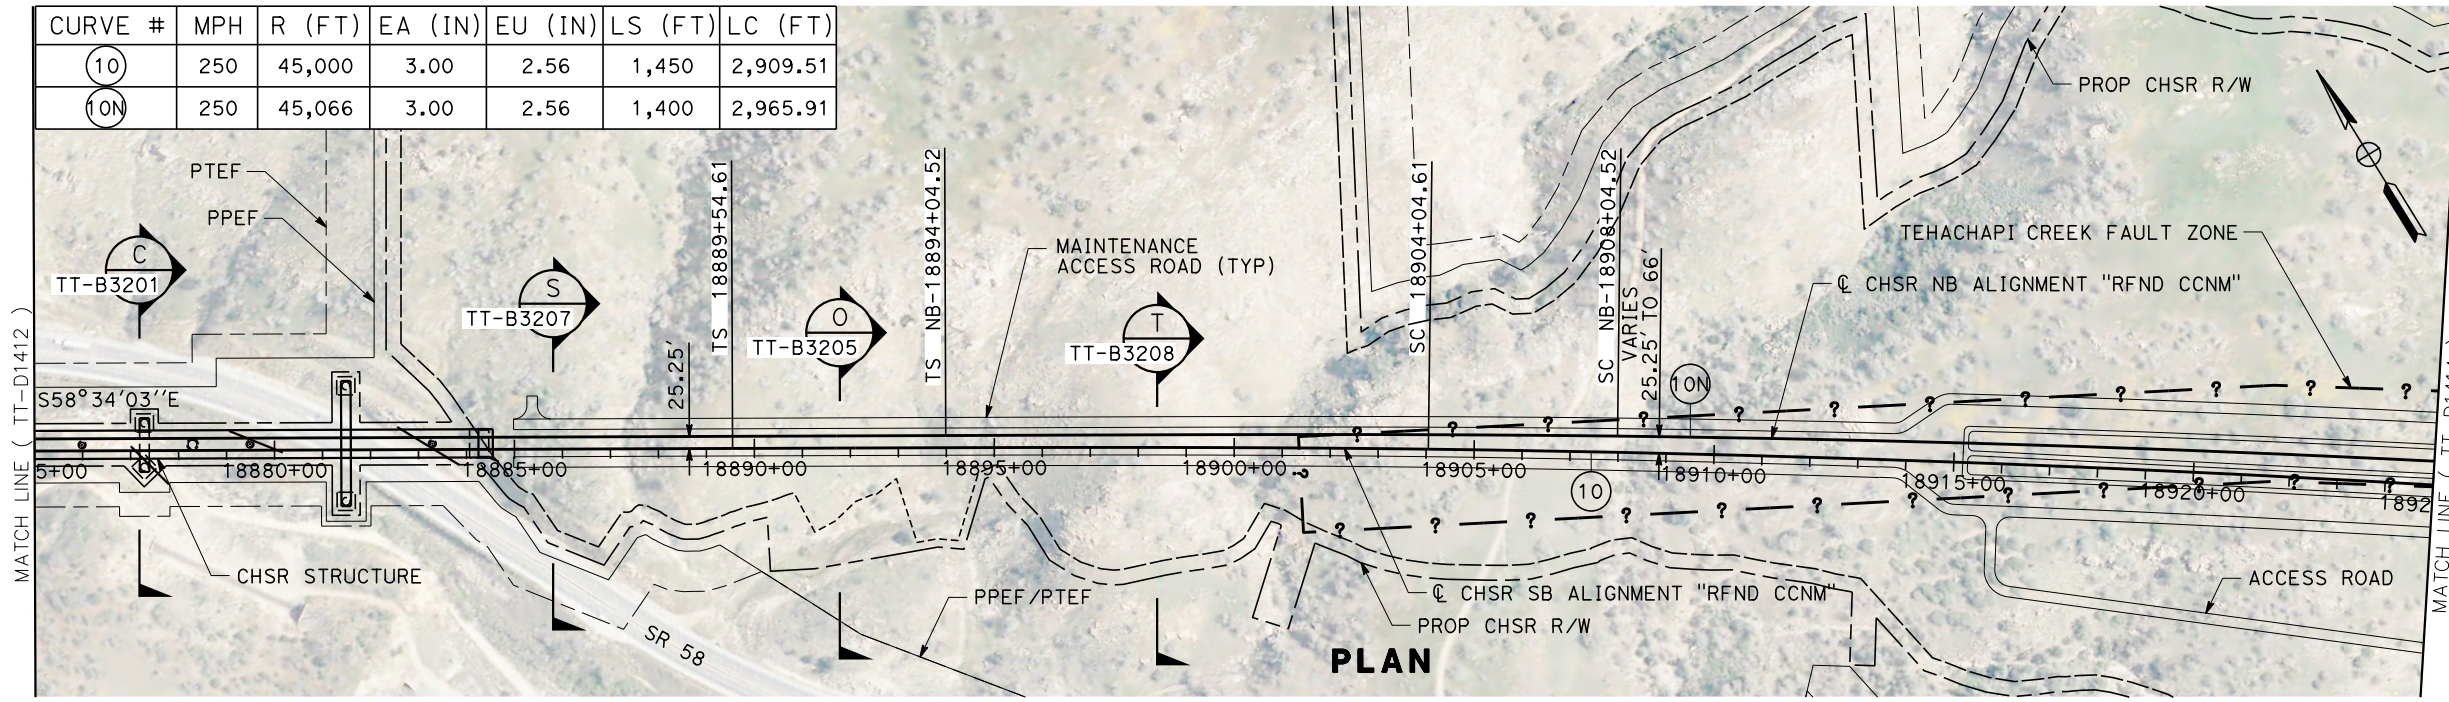 CURVE # MPH R (FT) EA (IN) EU (IN) LS (FT) LC (FT)
10 250 45,000 3.00 2.56 1,450 2,909.51
10N 250 45,066 3.00 2.56 1,400 2,965.91
PROP CHSR R/W
PTEF
PPEF
C
TT-B3201
S
TT-B3207
TS 18889+54.61
O
TT-B3205
TS NB-18894+04.52
MAINTENANCE
ACCESS ROAD (TYP)
T
TT-B3208
SC 18904+04.61
SC NB-18908+04.52
VARIES
25.25' TO 66'
TEHACHAPI CREEK FAULT ZONE
℄ CHSR NB ALIGNMENT "RFND CCNM"
25.25'
10N
MATCH LINE ( TT-D1412 )
S58°34'03''E
5+00 18880+00 18885+00 18890+00 18895+00 18900+00 18905+00 18910+00 18915+00 18920+00 1892
? ? ? ? ? ? ? ? ? ? ? ?
?
? ? ? ? ? ? ? ? ? ? ? ?
10
CHSR STRUCTURE
SR 58
PPEF/PTEF
℄ CHSR SB ALIGNMENT "RFND CCNM"
PROP CHSR R/W
ACCESS ROAD
MATCH LINE ( TT
PLAN